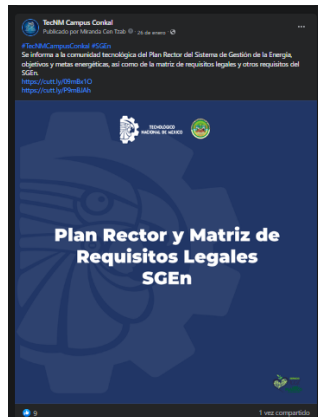 TecNM Campus Conkal
Publicado por Miranda Cen Tzab · 26 de enero ·
#TecNMCampusConkal #SGEn
Se informa a la comunidad tecnológica del Plan Rector del Sistema de Gestión de la Energía,
objetivos y metas energéticas, así como de la matriz de requisitos legales y otros requisitos del
SGEn.
https://cutt.ly/09mBx1O
https://cutt.ly/P9mBJAh
TECNOLÓGICO
NACIONAL DE MÉXICO
Plan Rector y Matriz de
Requisitos Legales
SGEn
9
1 vez compartido